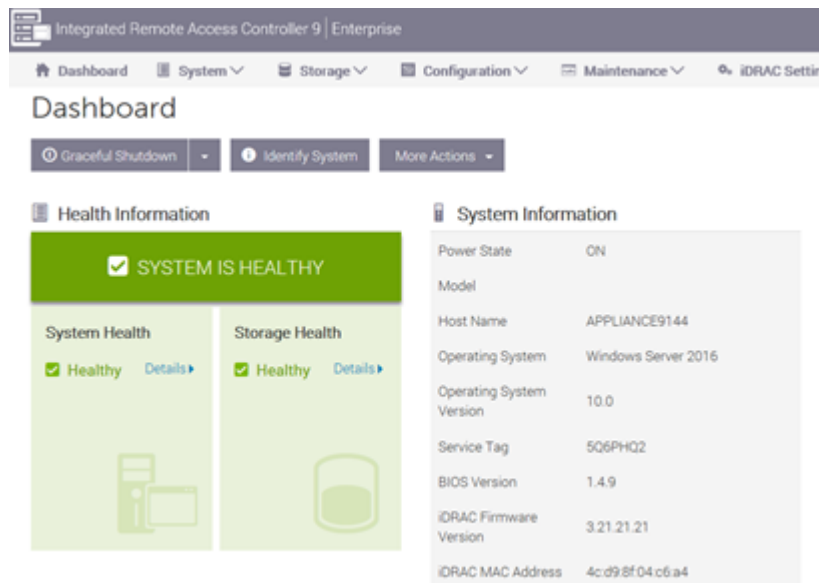 Integrated Remote Access Controller 9 | Enterprise
Dashboard System Storage Configuration Maintenance iDRAC Settin
Dashboard
Graceful Shutdown Identify System More Actions
Health Information
SYSTEM IS HEALTHY
System Health
Healthy Details
Storage Health
Healthy Details
System Information
Power State ON
Model
Host Name APPLIANCE9144
Operating System Windows Server 2016
Operating System
Version 10.0
Service Tag 5Q6PHQ2
BIOS Version 1.4.9
iDRAC Firmware
Version 3.21.21.21
iDRAC MAC Address 4c:d9:8f:04:c6:a4